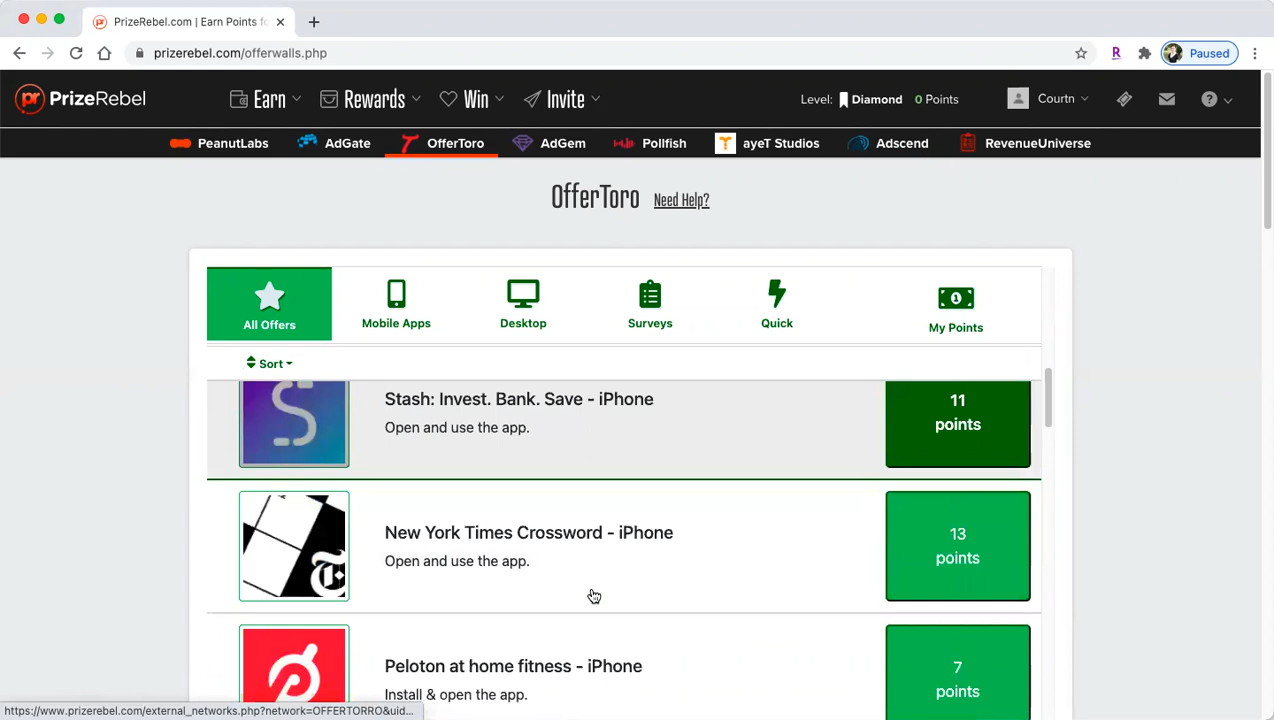 PrizeRebel.com | Earn Points fo
Paused
prizerebel.com/offerwalls.php
R
pr PrizeRebel Earn Rewards Win Invite Level: Diamond 0 Points Courtn ?
PeanutLabs AdGate OfferToro AdGem Pollfish ayeT Studios Adscend RevenueUniverse
OfferToro Need Help?
All Offers Mobile Apps Desktop Surveys Quick My Points
Sort
Stash: Invest. Bank. Save - iPhone
Open and use the app.
11
points
New York Times Crossword - iPhone
Open and use the app.
13
points
Peloton at home fitness - iPhone
Install & open the app.
7
points
https://www.prizerebel.com/external_networks.php?network=OFFERTORRO&uid...